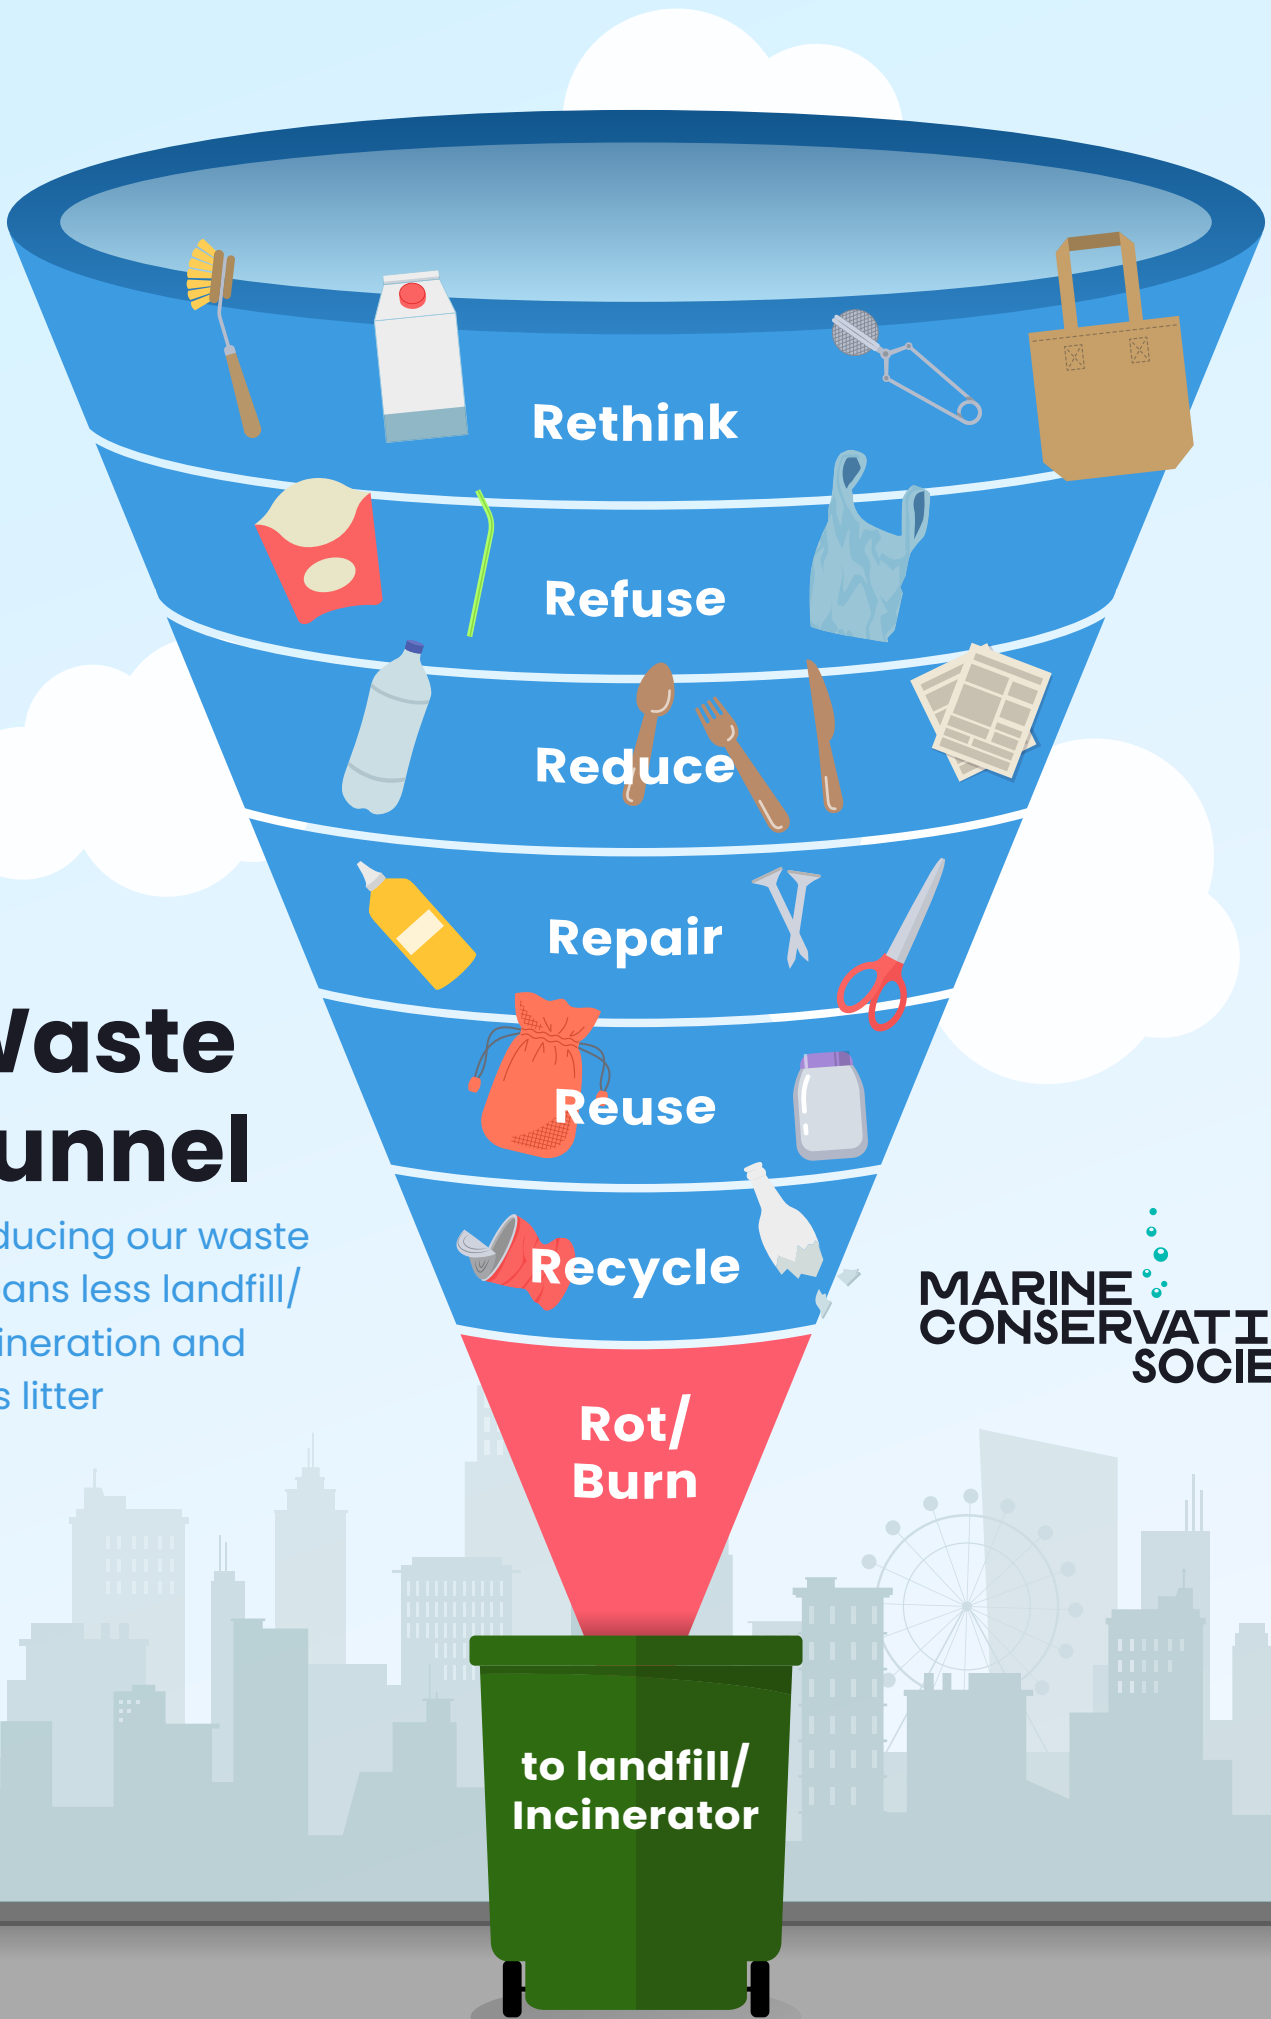 Rethink
Refuse
Reduce
Repair
Reuse
Recycle
Rot/
Burn
to landfill/
Incinerator
Waste
unnel
ducing our waste
ans less landfill/
ineration and
s litter
MARINE
CONSERVATI
SOCIE